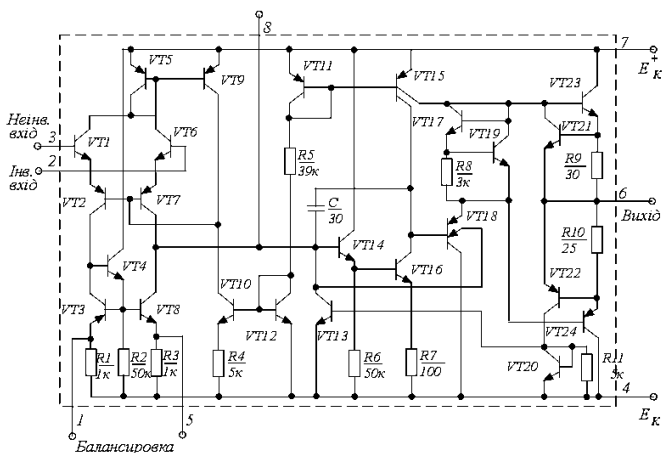 8
7
E⁺ₖ
VT5
VT9
VT11
VT15
VT23
Неінв.
вхід
3
VT1
VT6
VT17
VT19
VT21
2
Інв.
вхід
R5
39к
R8
3к
R9
30
6
Вихід
VT2
VT7
C
30
VT18
R10
25
VT4
VT10
VT14
VT16
VT22
VT3
VT8
VT12
VT13
VT24
VT20
R1
1к
R2
50к
R3
1к
R4
5к
R6
50к
R7
100
R11
5к
4
Eₖ
1
5
Балансировка